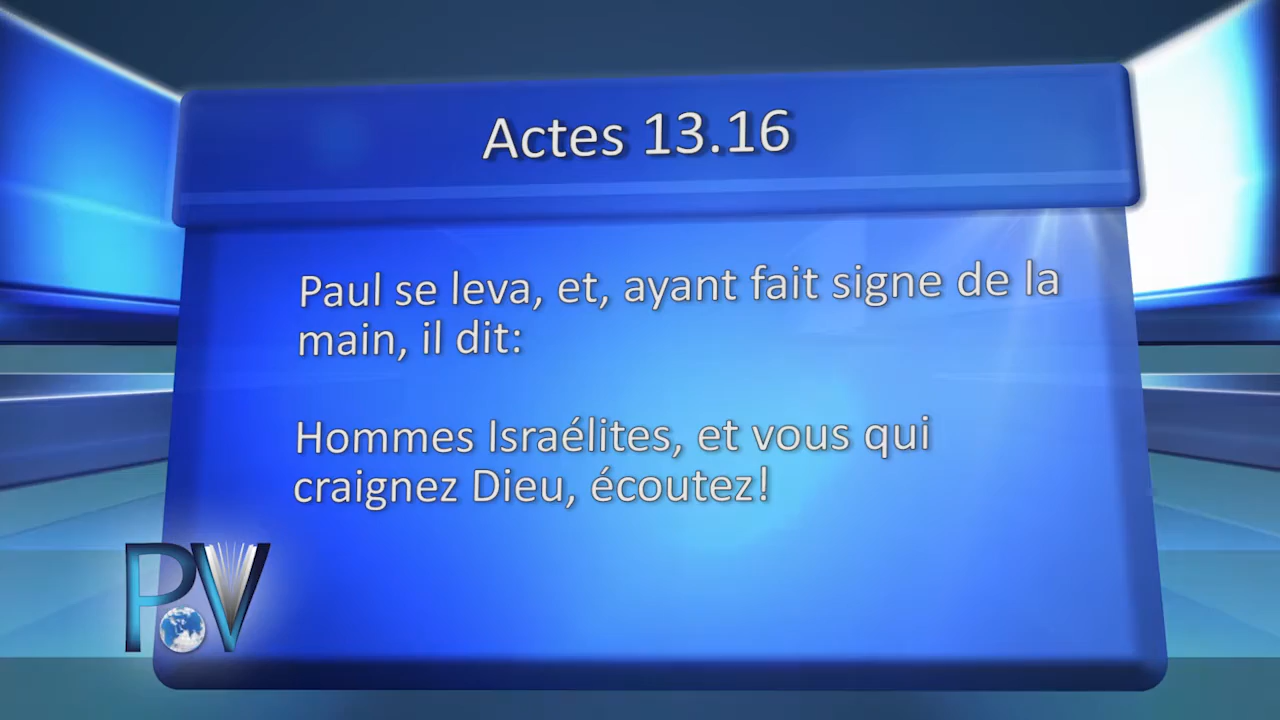 Actes 13.16
Paul se leva, et, ayant fait signe de la
main, il dit:
Hommes Israélites, et vous qui
craignez Dieu, écoutez!
PV